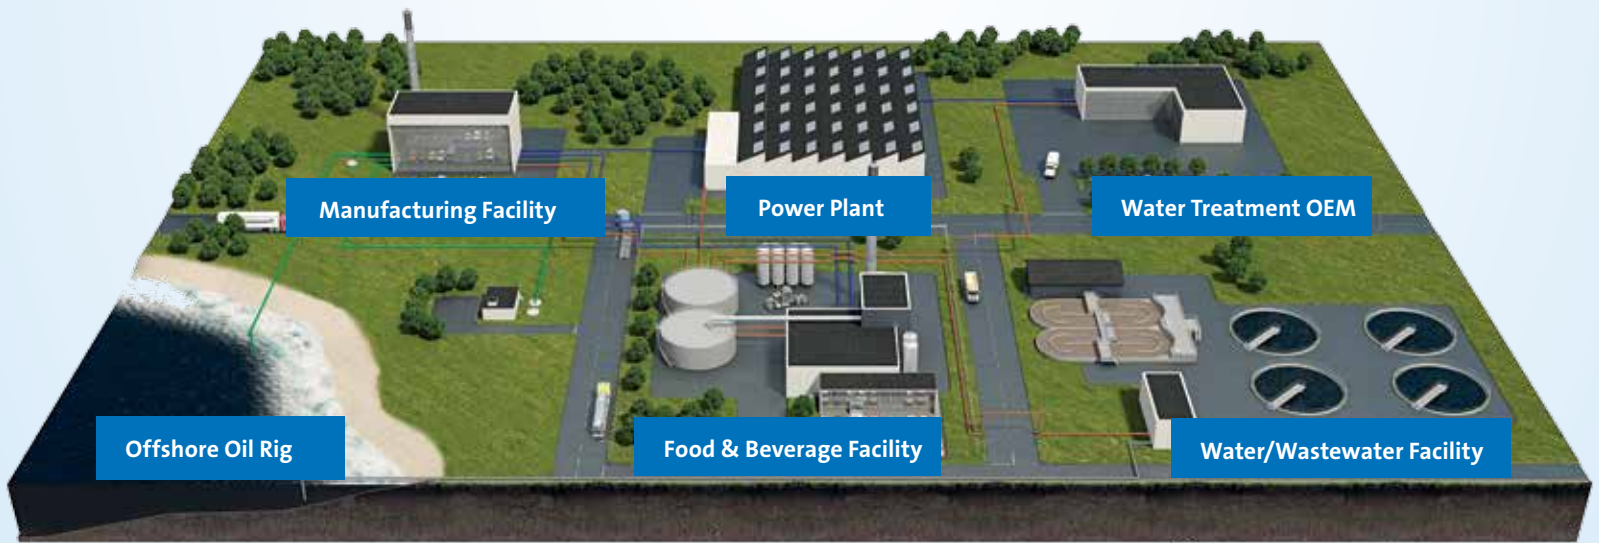 Manufacturing Facility
Power Plant
Water Treatment OEM
Offshore Oil Rig
Food & Beverage Facility
Water/Wastewater Facility